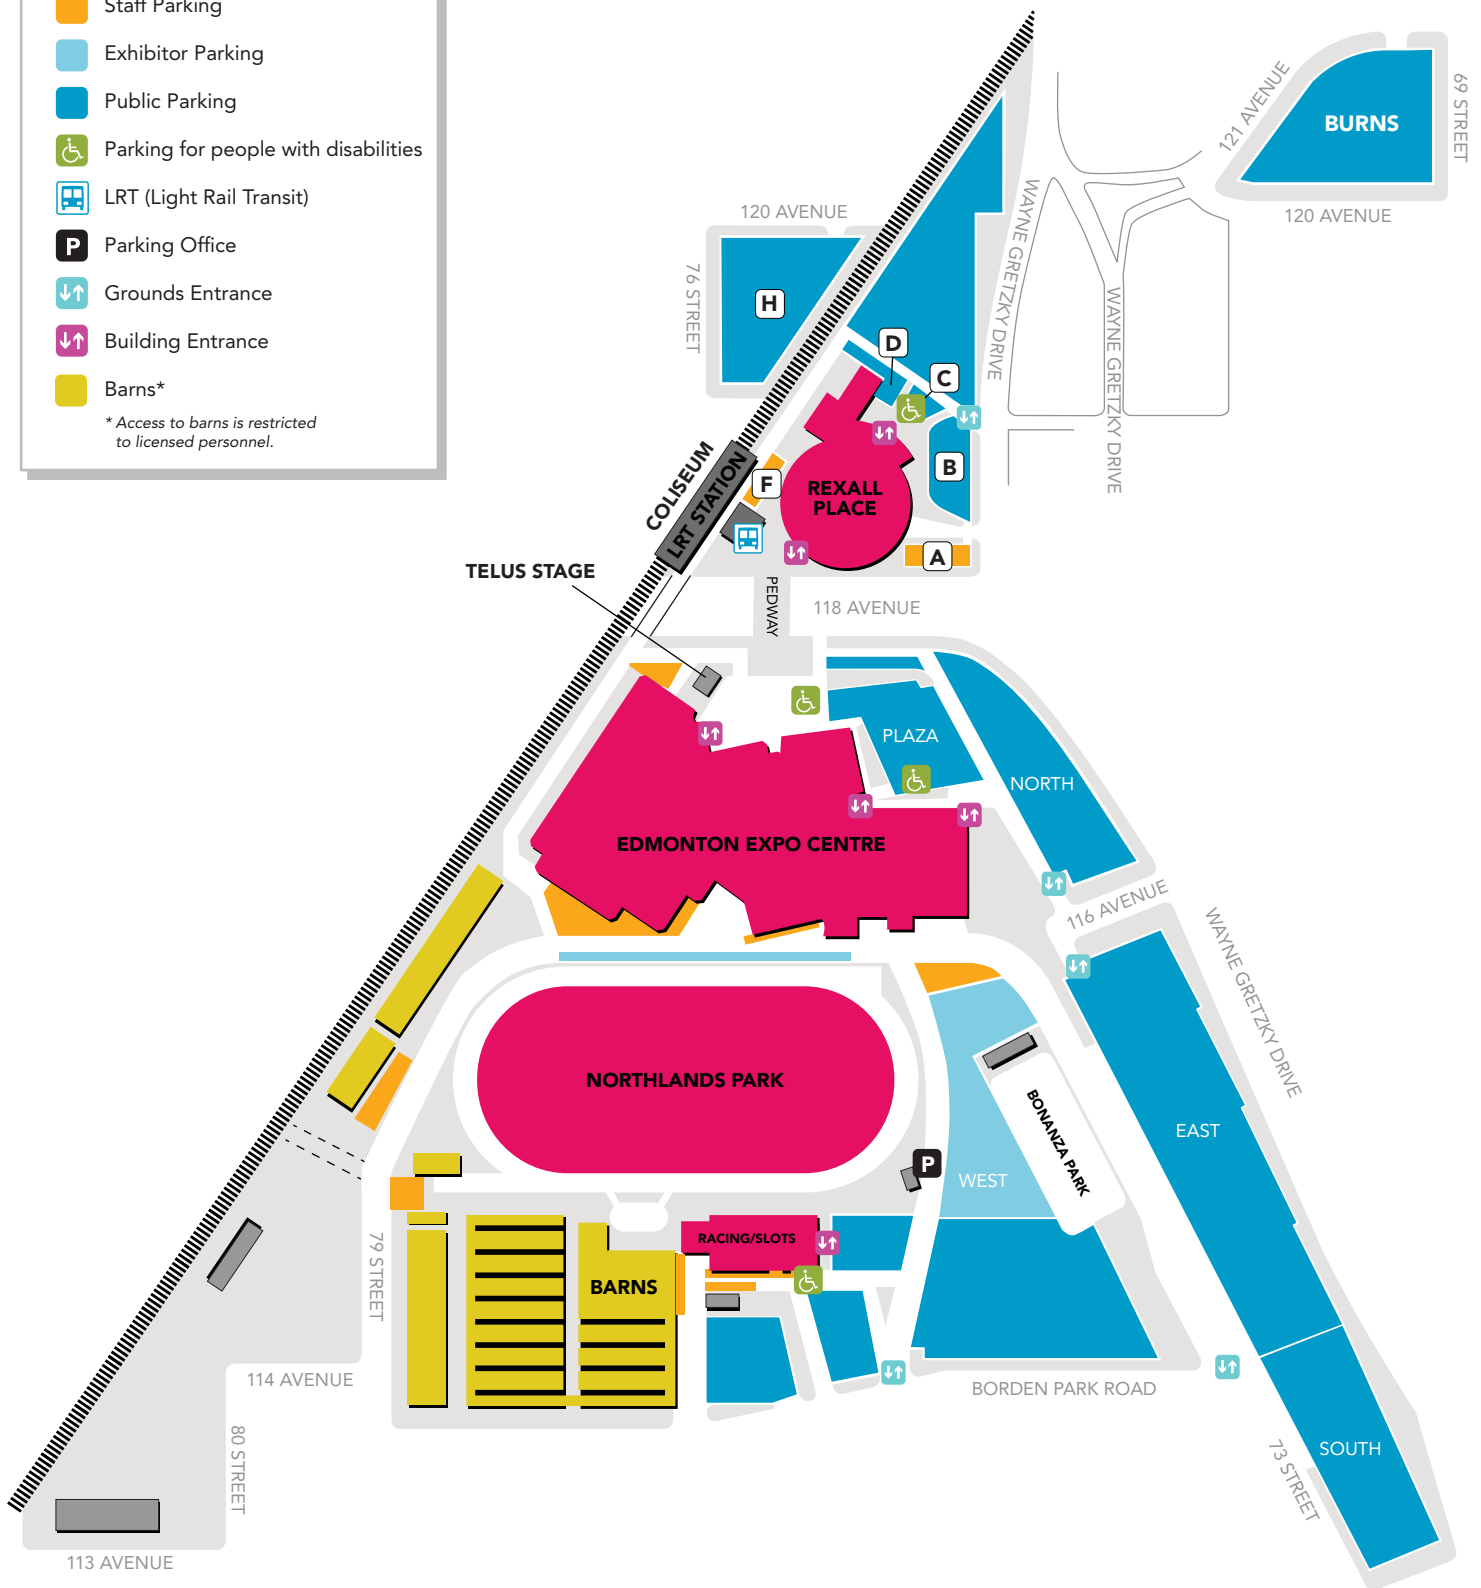 Staff Parking
Exhibitor Parking
Public Parking
Parking for people with disabilities
LRT (Light Rail Transit)
P
Parking Office
Grounds Entrance
Building Entrance
Barns*
* Access to barns is restricted
to licensed personnel.
121 AVENUE
BURNS
69 STREET
120 AVENUE
120 AVENUE
76 STREET
H
WAYNE GRETZKY DRIVE
WAYNE GRETZKY DRIVE
D
C
B
F
A
REXALL
PLACE
COLISEUM
LRT STATION
TELUS STAGE
PEDWAY
118 AVENUE
PLAZA
NORTH
EDMONTON EXPO CENTRE
116 AVENUE
WAYNE GRETZKY DRIVE
NORTHLANDS PARK
BONANZA PARK
EAST
P
WEST
RACING/SLOTS
BARNS
79 STREET
114 AVENUE
BORDEN PARK ROAD
80 STREET
73 STREET
SOUTH
113 AVENUE